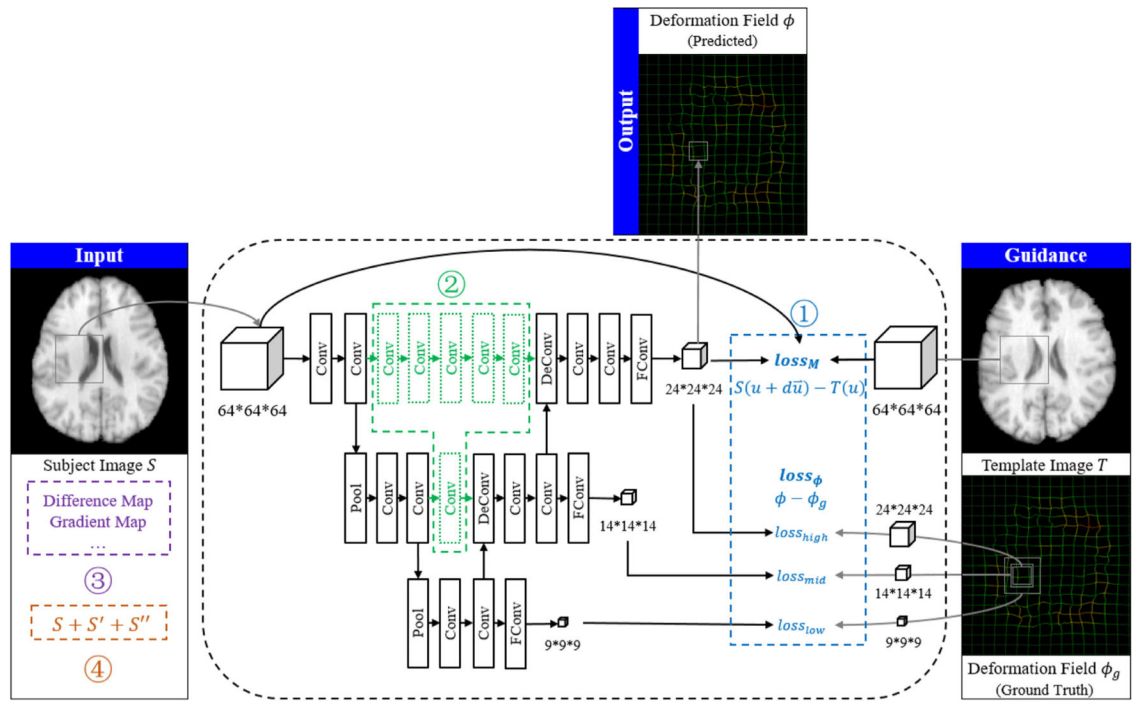 Deformation Field ϕ
(Predicted)
Output
Input
Subject Image S
Difference Map
Gradient Map
...
③
S + S′ + S′′
④
②
①
64*64*64
Conv
Conv
Conv
Conv
Conv
Conv
Conv
DeConv
Conv
Conv
FConv
24*24*24
loss_M
S(u + du⃗) − T(u)
64*64*64
Pool
Conv
Conv
Conv
DeConv
Conv
Conv
FConv
14*14*14
loss_ϕ
ϕ − ϕ_g
loss_high
24*24*24
loss_mid
14*14*14
Pool
Conv
Conv
FConv
9*9*9
loss_low
9*9*9
Guidance
Template Image T
Deformation Field ϕ_g
(Ground Truth)